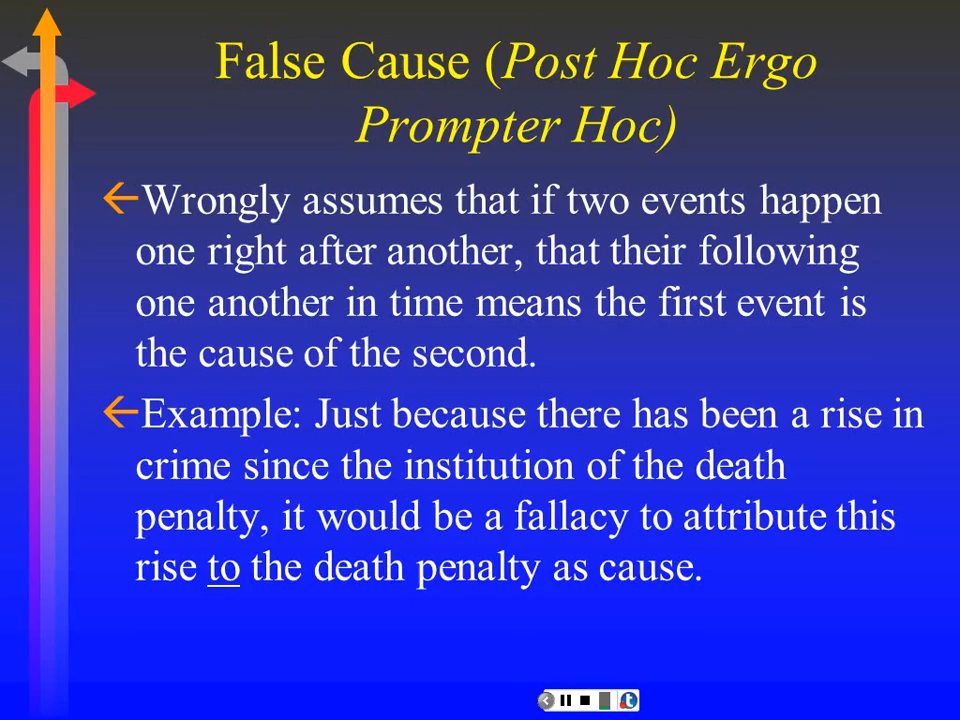 False Cause (Post Hoc Ergo
Prompter Hoc)
Wrongly assumes that if two events happen
one right after another, that their following
one another in time means the first event is
the cause of the second.
Example: Just because there has been a rise in
crime since the institution of the death
penalty, it would be a fallacy to attribute this
rise to the death penalty as cause.
t